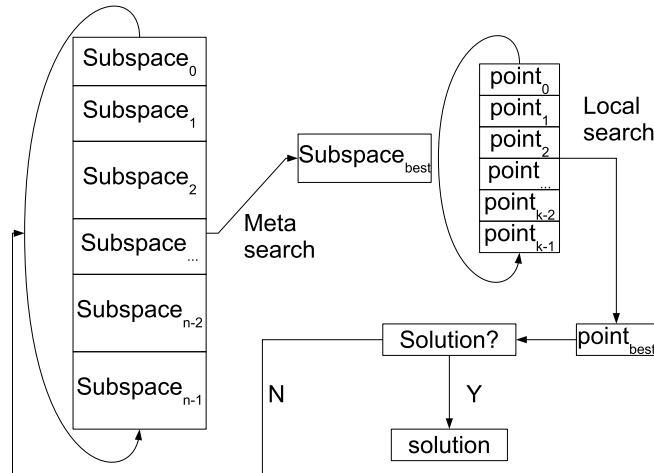 Subspace0
Subspace1
Subspace2
Subspace...
Subspacen-2
Subspacen-1
Meta
search
Subspacebest
point0
point1
point2
point...
pointk-2
pointk-1
Local
search
pointbest
Solution?
N
Y
solution